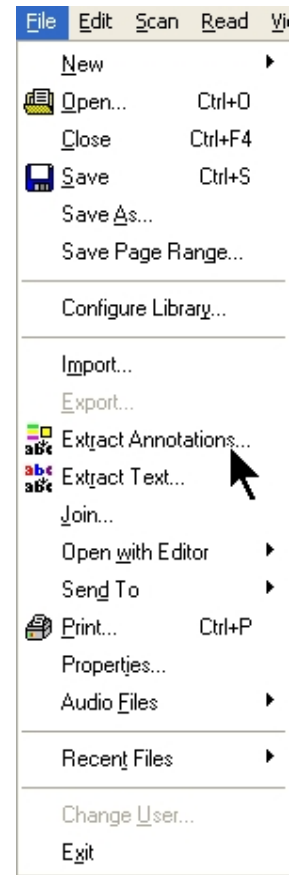 File Edit Scan Read Vi
New
Open... Ctrl+O
Close Ctrl+F4
Save Ctrl+S
Save As...
Save Page Range...
Configure Library...
Import...
Export...
Extract Annotations...
Extract Text...
Join...
Open with Editor
Send To
Print... Ctrl+P
Properties...
Audio Files
Recent Files
Change User...
Exit